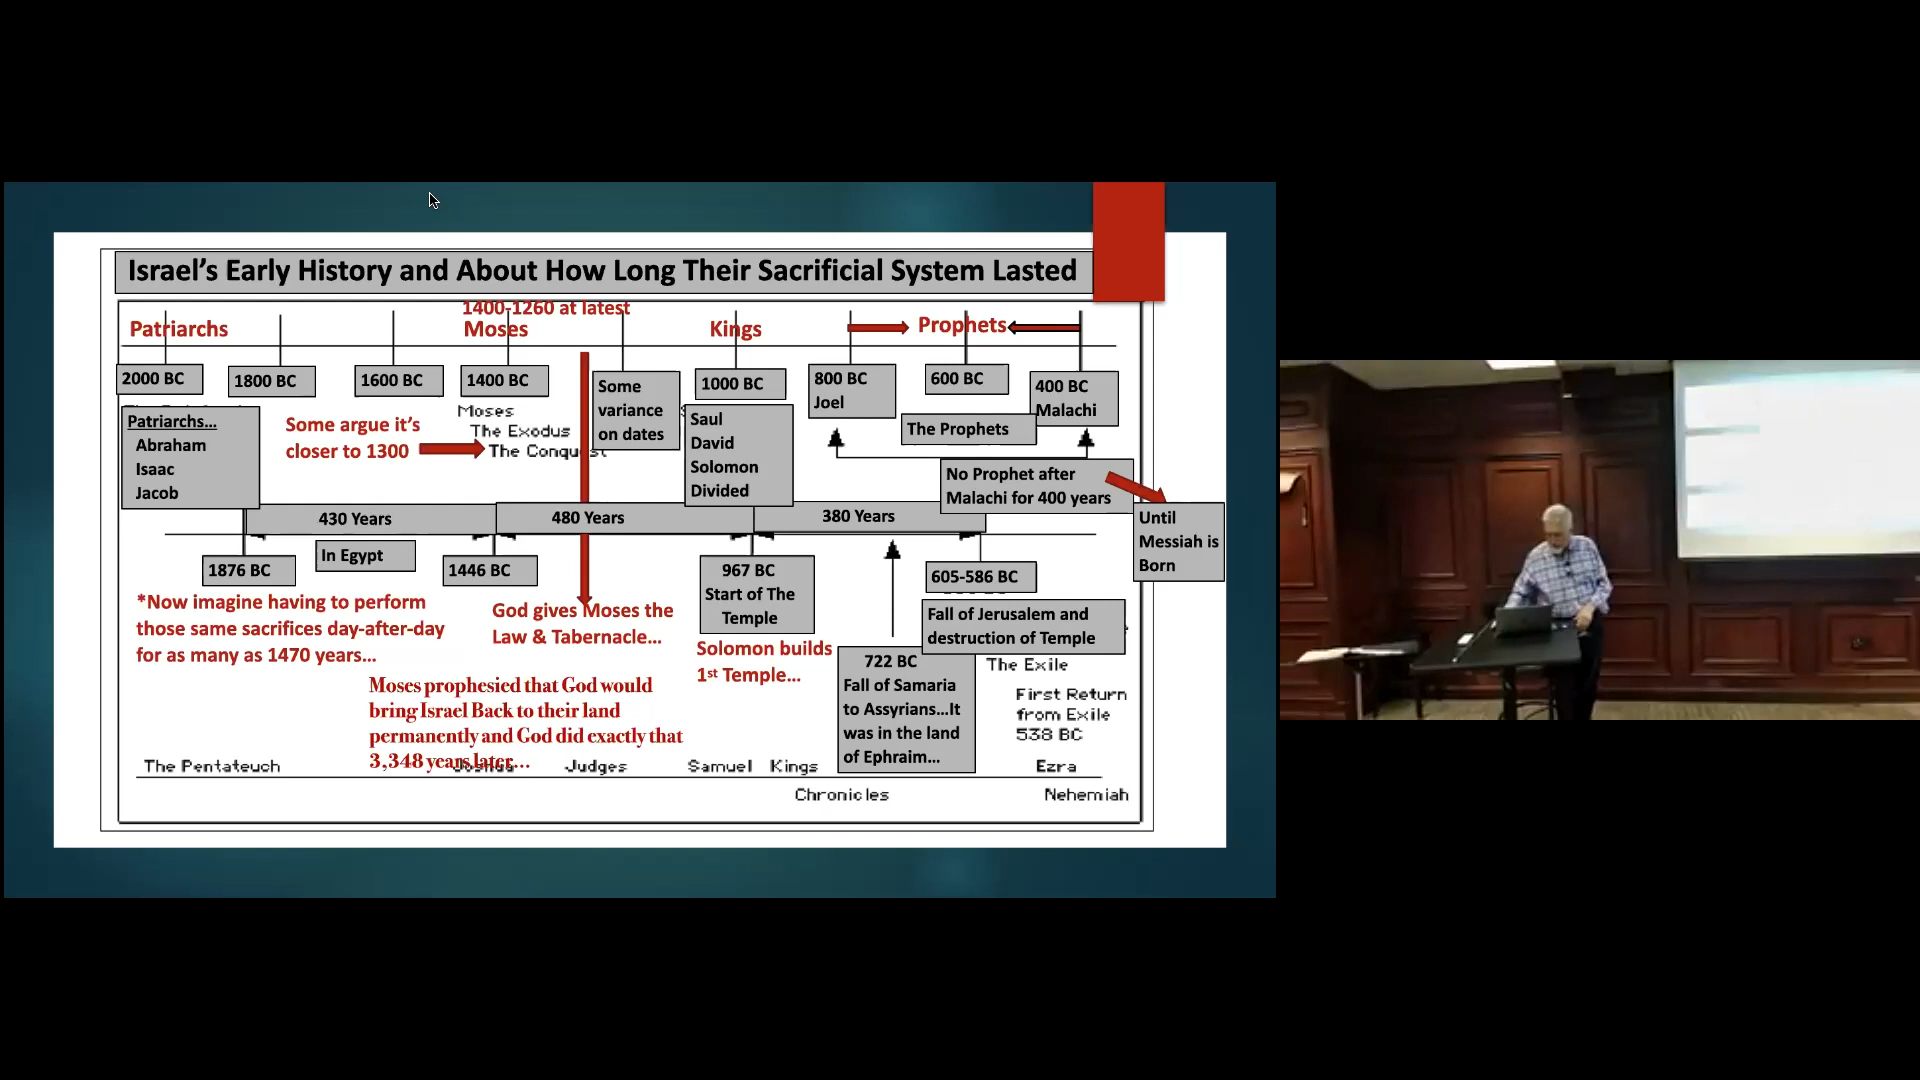 Israel's Early History and About How Long Their Sacrificial System Lasted
1400-1260 at latest
Patriarchs
Moses
Kings
Prophets
2000 BC
1800 BC
1600 BC
1400 BC
Some
variance
on dates
1000 BC
800 BC
Joel
600 BC
400 BC
Malachi
Patriarchs...
Abraham
Isaac
Jacob
Some argue it's
closer to 1300
Moses
The Exodus
The Conquest
Saul
David
Solomon
Divided
The Prophets
No Prophet after
Malachi for 400 years
Until
Messiah is
Born
430 Years
480 Years
380 Years
In Egypt
1876 BC
1446 BC
967 BC
Start of The
Temple
605-586 BC
Fall of Jerusalem and
destruction of Temple
*Now imagine having to perform
those same sacrifices day-after-day
for as many as 1470 years...
God gives Moses the
Law & Tabernacle...
Solomon builds
1st Temple...
722 BC
Fall of Samaria
to Assyrians...It
was in the land
of Ephraim...
The Exile
First Return
from Exile
538 BC
Moses prophesied that God would
bring Israel Back to their land
permanently and God did exactly that
3,348 years later...
The Pentateuch
Joshua
Judges
Samuel
Kings
Ezra
Chronicles
Nehemiah